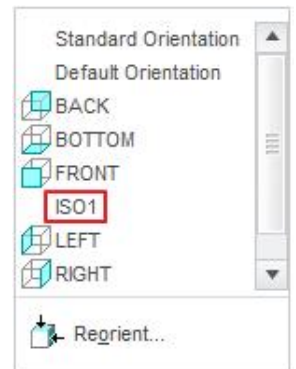 Standard Orientation
Default Orientation
BACK
BOTTOM
FRONT
ISO1
LEFT
RIGHT
Reorient...